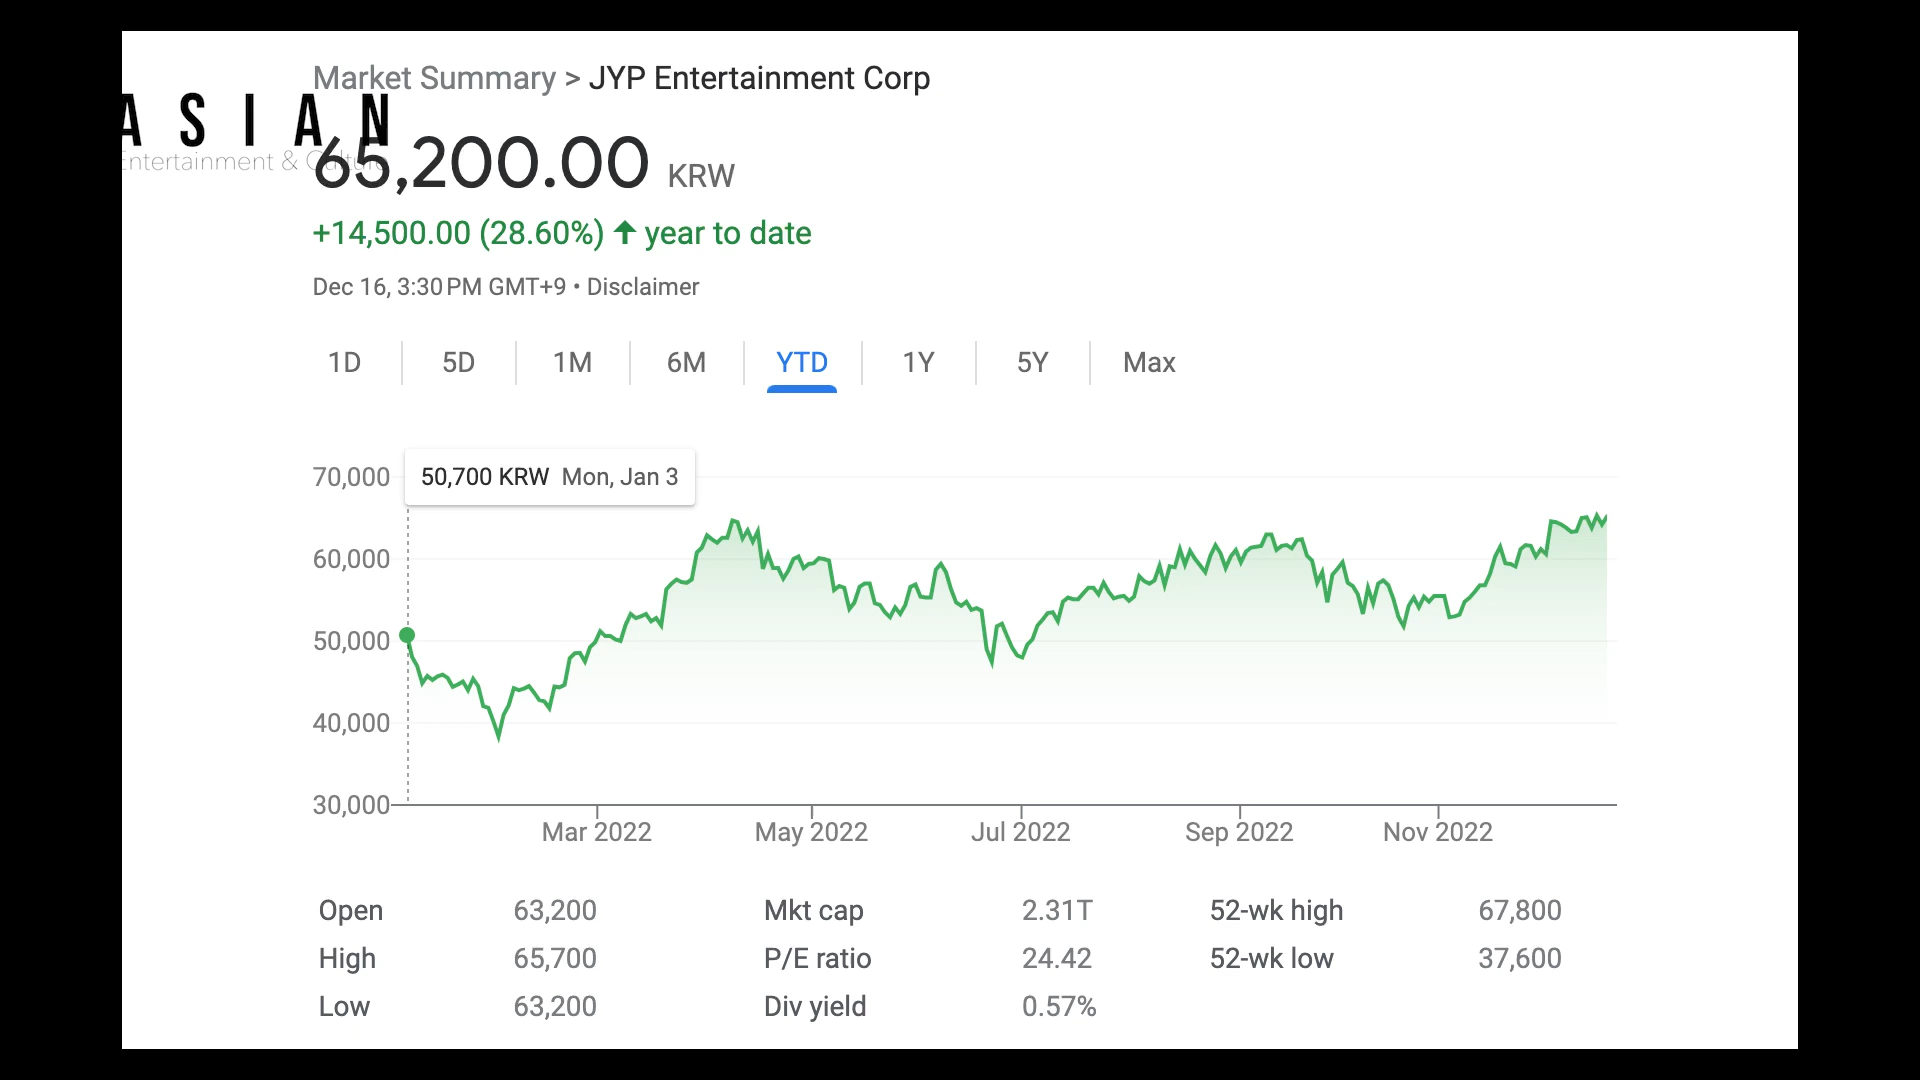 Market Summary > JYP Entertainment Corp
ASIAN
Entertainment & Culture
65,200.00 KRW
+14,500.00 (28.60%) ↑ year to date
Dec 16, 3:30 PM GMT+9 • Disclaimer
1D 5D 1M 6M YTD 1Y 5Y Max
50,700 KRW Mon, Jan 3
70,000
60,000
50,000
40,000
30,000
Mar 2022 May 2022 Jul 2022 Sep 2022 Nov 2022
Open 63,200 Mkt cap 2.31T 52-wk high 67,800
High 65,700 P/E ratio 24.42 52-wk low 37,600
Low 63,200 Div yield 0.57%